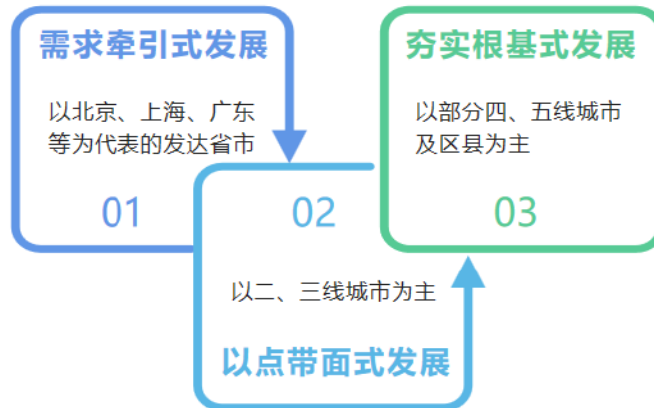 需求牵引式发展
以北京、上海、广东
等为代表的发达省市
01
02
以二、三线城市为主
以点带面式发展
夯实根基式发展
以部分四、五线城市
及区县为主
03